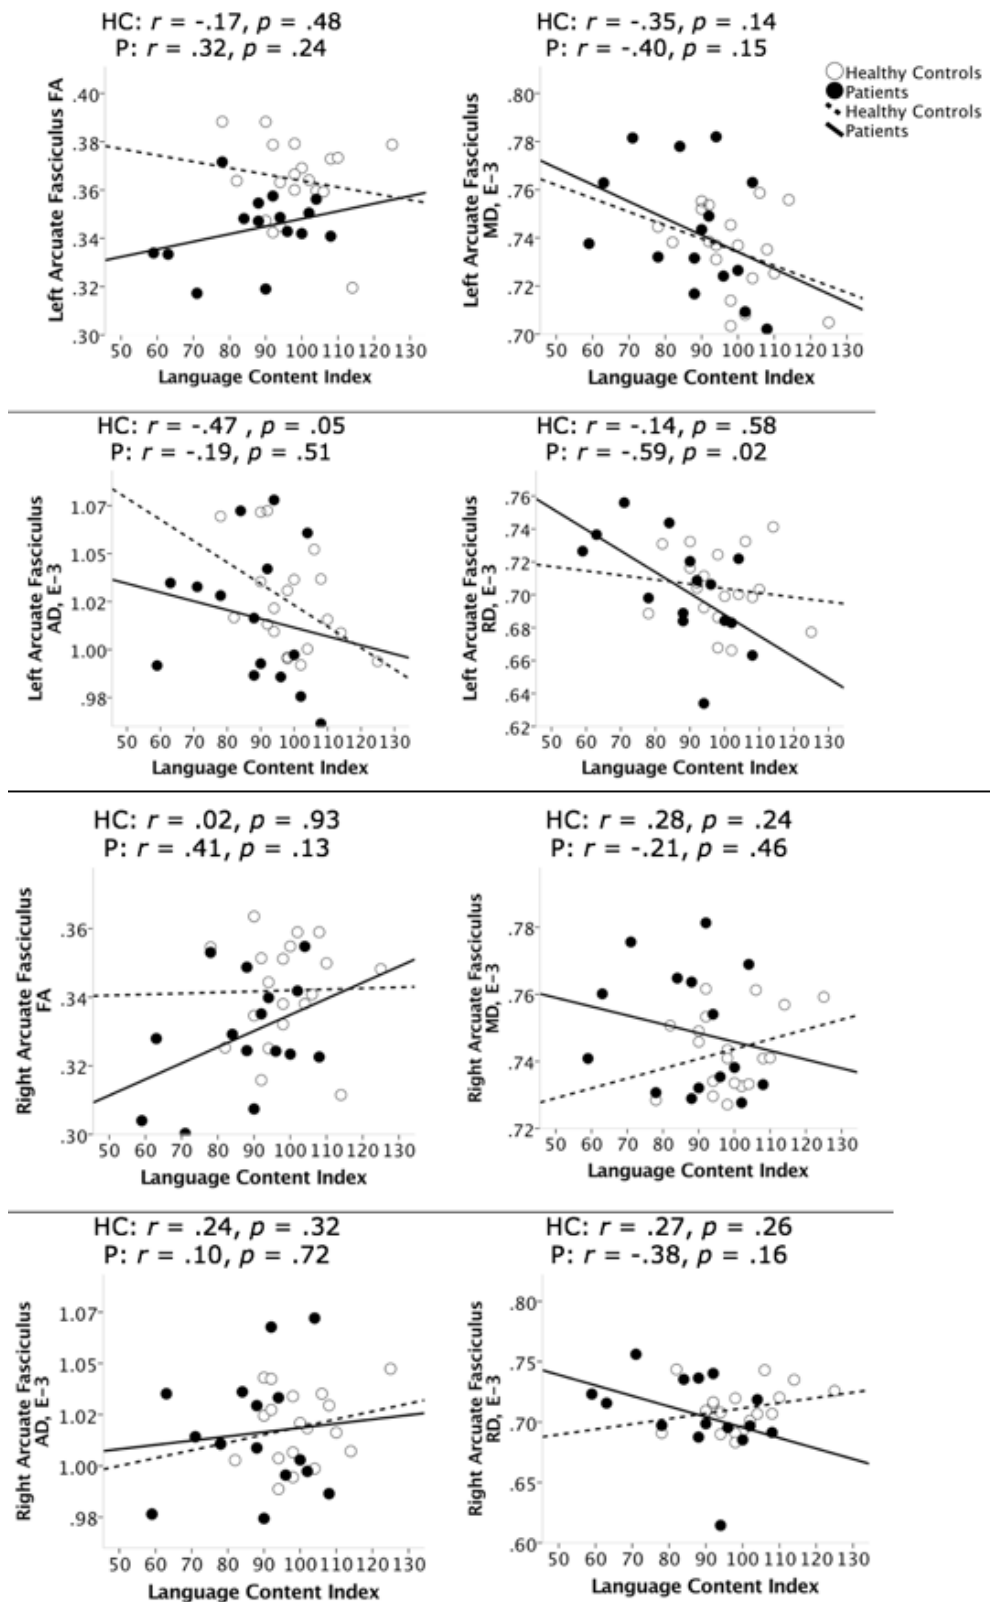 HC: r = -.17, p = .48
P: r = .32, p = .24
Left Arcuate Fasciculus FA
.40
.38
.36
.34
.32
.30
50 60 70 80 90 100 110 120 130
Language Content Index
HC: r = -.35, p = .14
P: r = -.40, p = .15
Healthy Controls
Patients
Healthy Controls
Patients
Left Arcuate Fasciculus
MD, E-3
.80
.78
.76
.74
.72
.70
50 60 70 80 90 100 110 120 130
Language Content Index
HC: r = -.47 , p = .05
P: r = -.19, p = .51
Left Arcuate Fasciculus
AD, E-3
1.07
1.05
1.02
1.00
.98
50 60 70 80 90 100 110 120 130
Language Content Index
HC: r = -.14, p = .58
P: r = -.59, p = .02
Left Arcuate Fasciculus
RD, E-3
.76
.74
.72
.70
.68
.66
.64
.62
50 60 70 80 90 100 110 120 130
Language Content Index
HC: r = .02, p = .93
P: r = .41, p = .13
Right Arcuate Fasciculus
FA
.36
.34
.32
.30
50 60 70 80 90 100 110 120 130
Language Content Index
HC: r = .28, p = .24
P: r = -.21, p = .46
Right Arcuate Fasciculus
MD, E-3
.78
.76
.74
.72
50 60 70 80 90 100 110 120 130
Language Content Index
HC: r = .24, p = .32
P: r = .10, p = .72
Right Arcuate Fasciculus
AD, E-3
1.07
1.05
1.02
1.00
.98
50 60 70 80 90 100 110 120 130
Language Content Index
HC: r = .27, p = .26
P: r = -.38, p = .16
Right Arcuate Fasciculus
RD, E-3
.80
.75
.70
.65
.60
50 60 70 80 90 100 110 120 130
Language Content Index